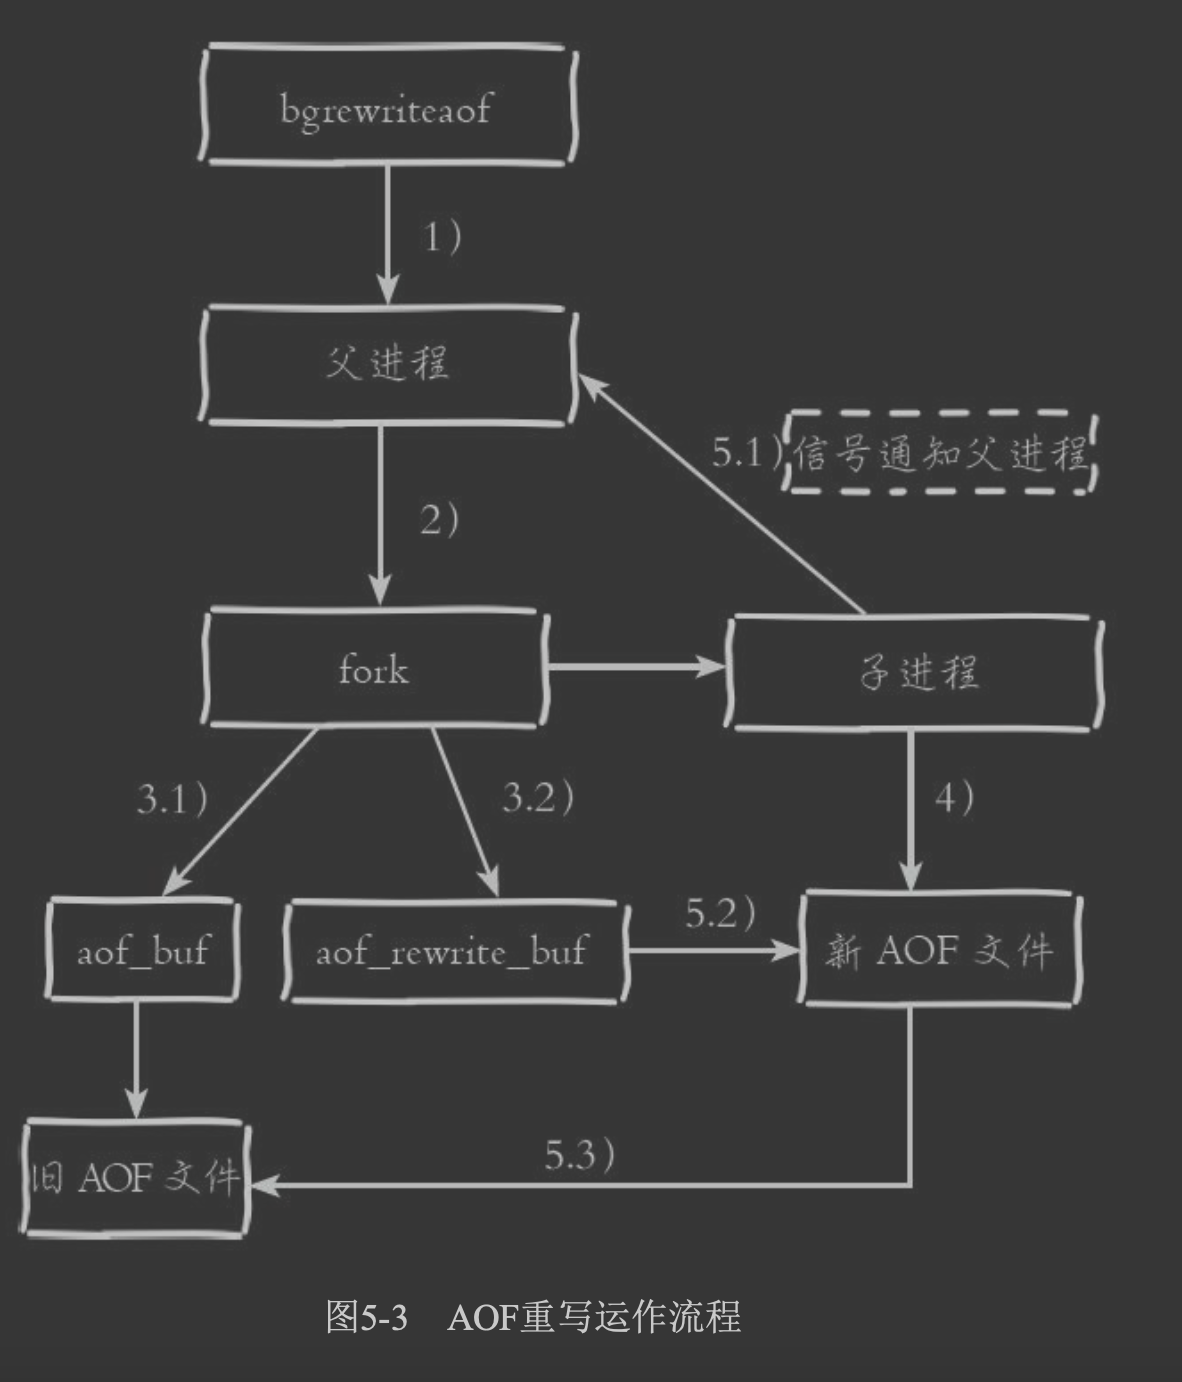 bgrewriteaof
1)
父进程
5.1)
信号通知父进程
2)
fork
子进程
3.1)
3.2)
4)
aof_buf
aof_rewrite_buf
5.2)
新 AOF 文件
5.3)
旧 AOF 文件
图5-3 AOF重写运作流程